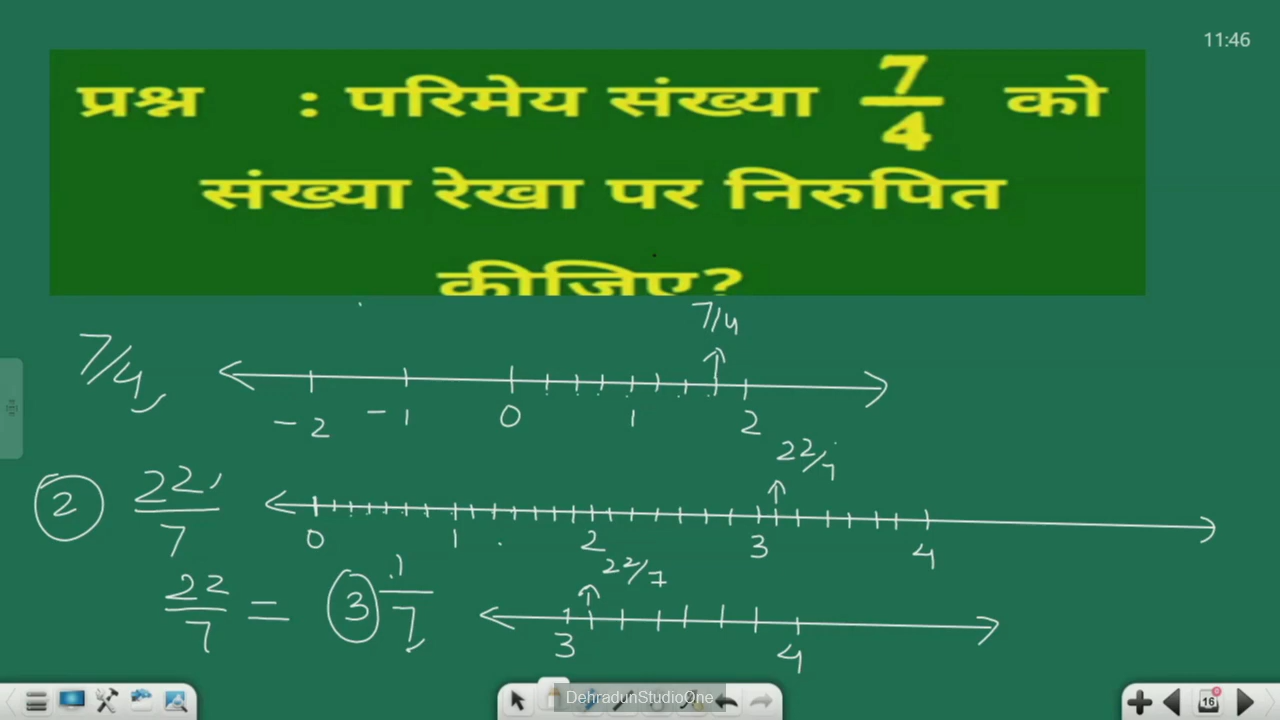 11:46
प्रश्न : परिमेय संख्या 7/4 को
संख्या रेखा पर निरुपित
कीजिए?
7/4
7/4,
-2 -1 0 1 2
22/7
② 22/7
0 1 2 3 4
22/7
22/7 = 3 1/7
3 4
DehradunStudioOne
16